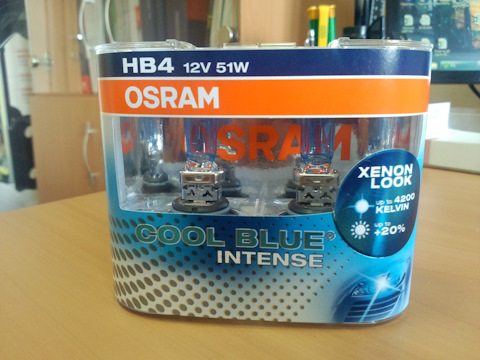 HB4 12V 51W
OSRAM
OSRAM
XENON
LOOK
up to 4200
KELVIN
up to
+20%
COOL BLUE®
INTENSE